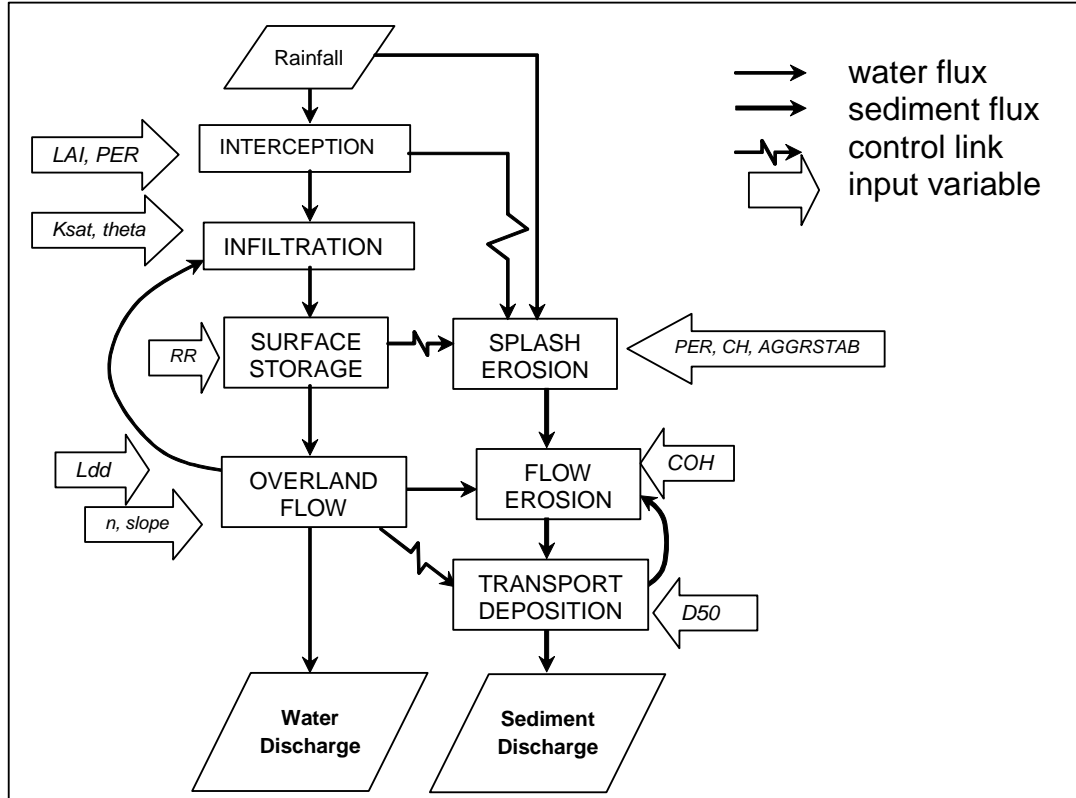 Rainfall
water flux
sediment flux
control link
input variable
LAI, PER
INTERCEPTION
Ksat, theta
INFILTRATION
RR
SURFACE
STORAGE
SPLASH
EROSION
PER, CH, AGGRSTAB
Ldd
n, slope
OVERLAND
FLOW
FLOW
EROSION
COH
TRANSPORT
DEPOSITION
D50
Water
Discharge
Sediment
Discharge